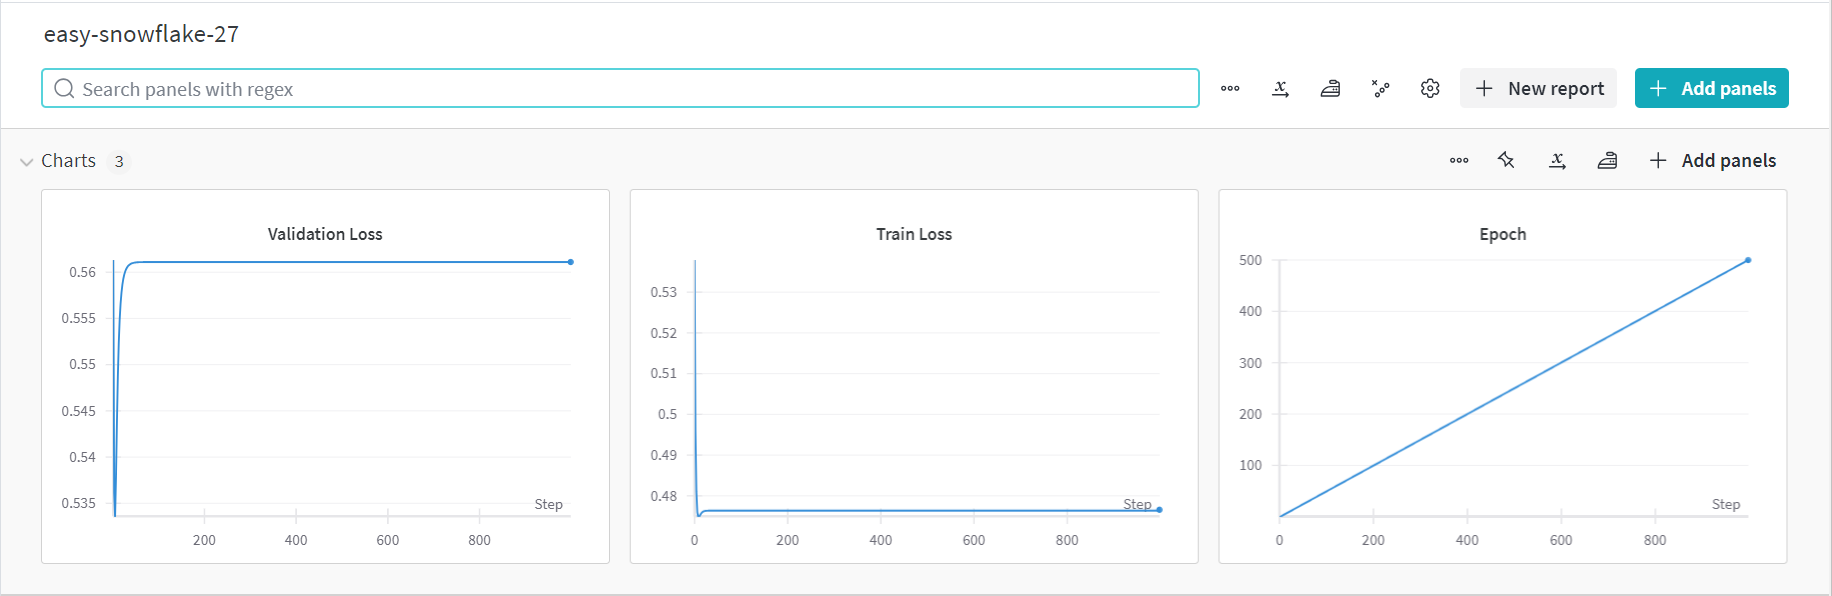 easy-snowflake-27
Search panels with regex
New report
Add panels
Charts 3
Add panels
Validation Loss
0.56
0.555
0.55
0.545
0.54
0.535
Step
200 400 600 800
Train Loss
0.53
0.52
0.51
0.5
0.49
0.48
Step
0 200 400 600 800
Epoch
500
400
300
200
100
Step
0 200 400 600 800